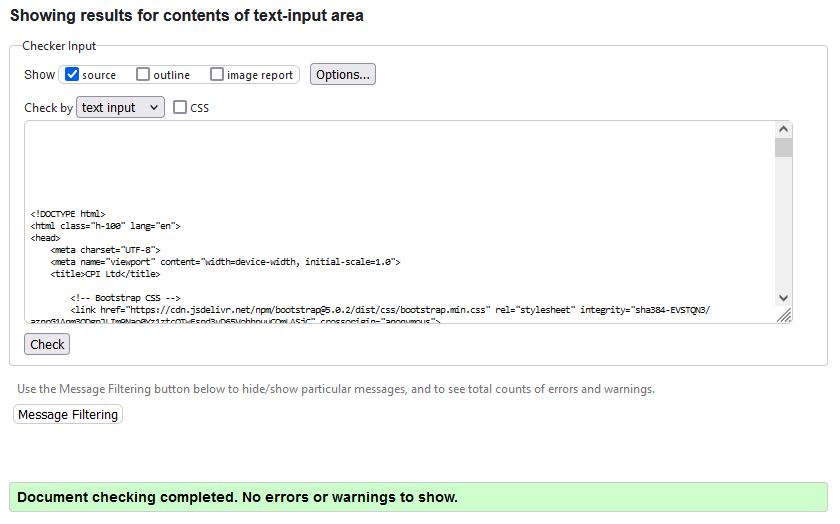 Showing results for contents of text-input area
Checker Input
Show source outline image report Options...
Check by text input CSS
<!DOCTYPE html>
<html class="h-100" lang="en">
<head>
<meta charset="UTF-8">
<meta name="viewport" content="width=device-width, initial-scale=1.0">
<title>CPI Ltd</title>
<!-- Bootstrap CSS -->
<link href="https://cdn.jsdelivr.net/npm/bootstrap@5.0.2/dist/css/bootstrap.min.css" rel="stylesheet" integrity="sha384-EVSTQN3/
crossorigin="anonymous">
Check
Use the Message Filtering button below to hide/show particular messages, and to see total counts of errors and warnings.
Message Filtering
Document checking completed. No errors or warnings to show.